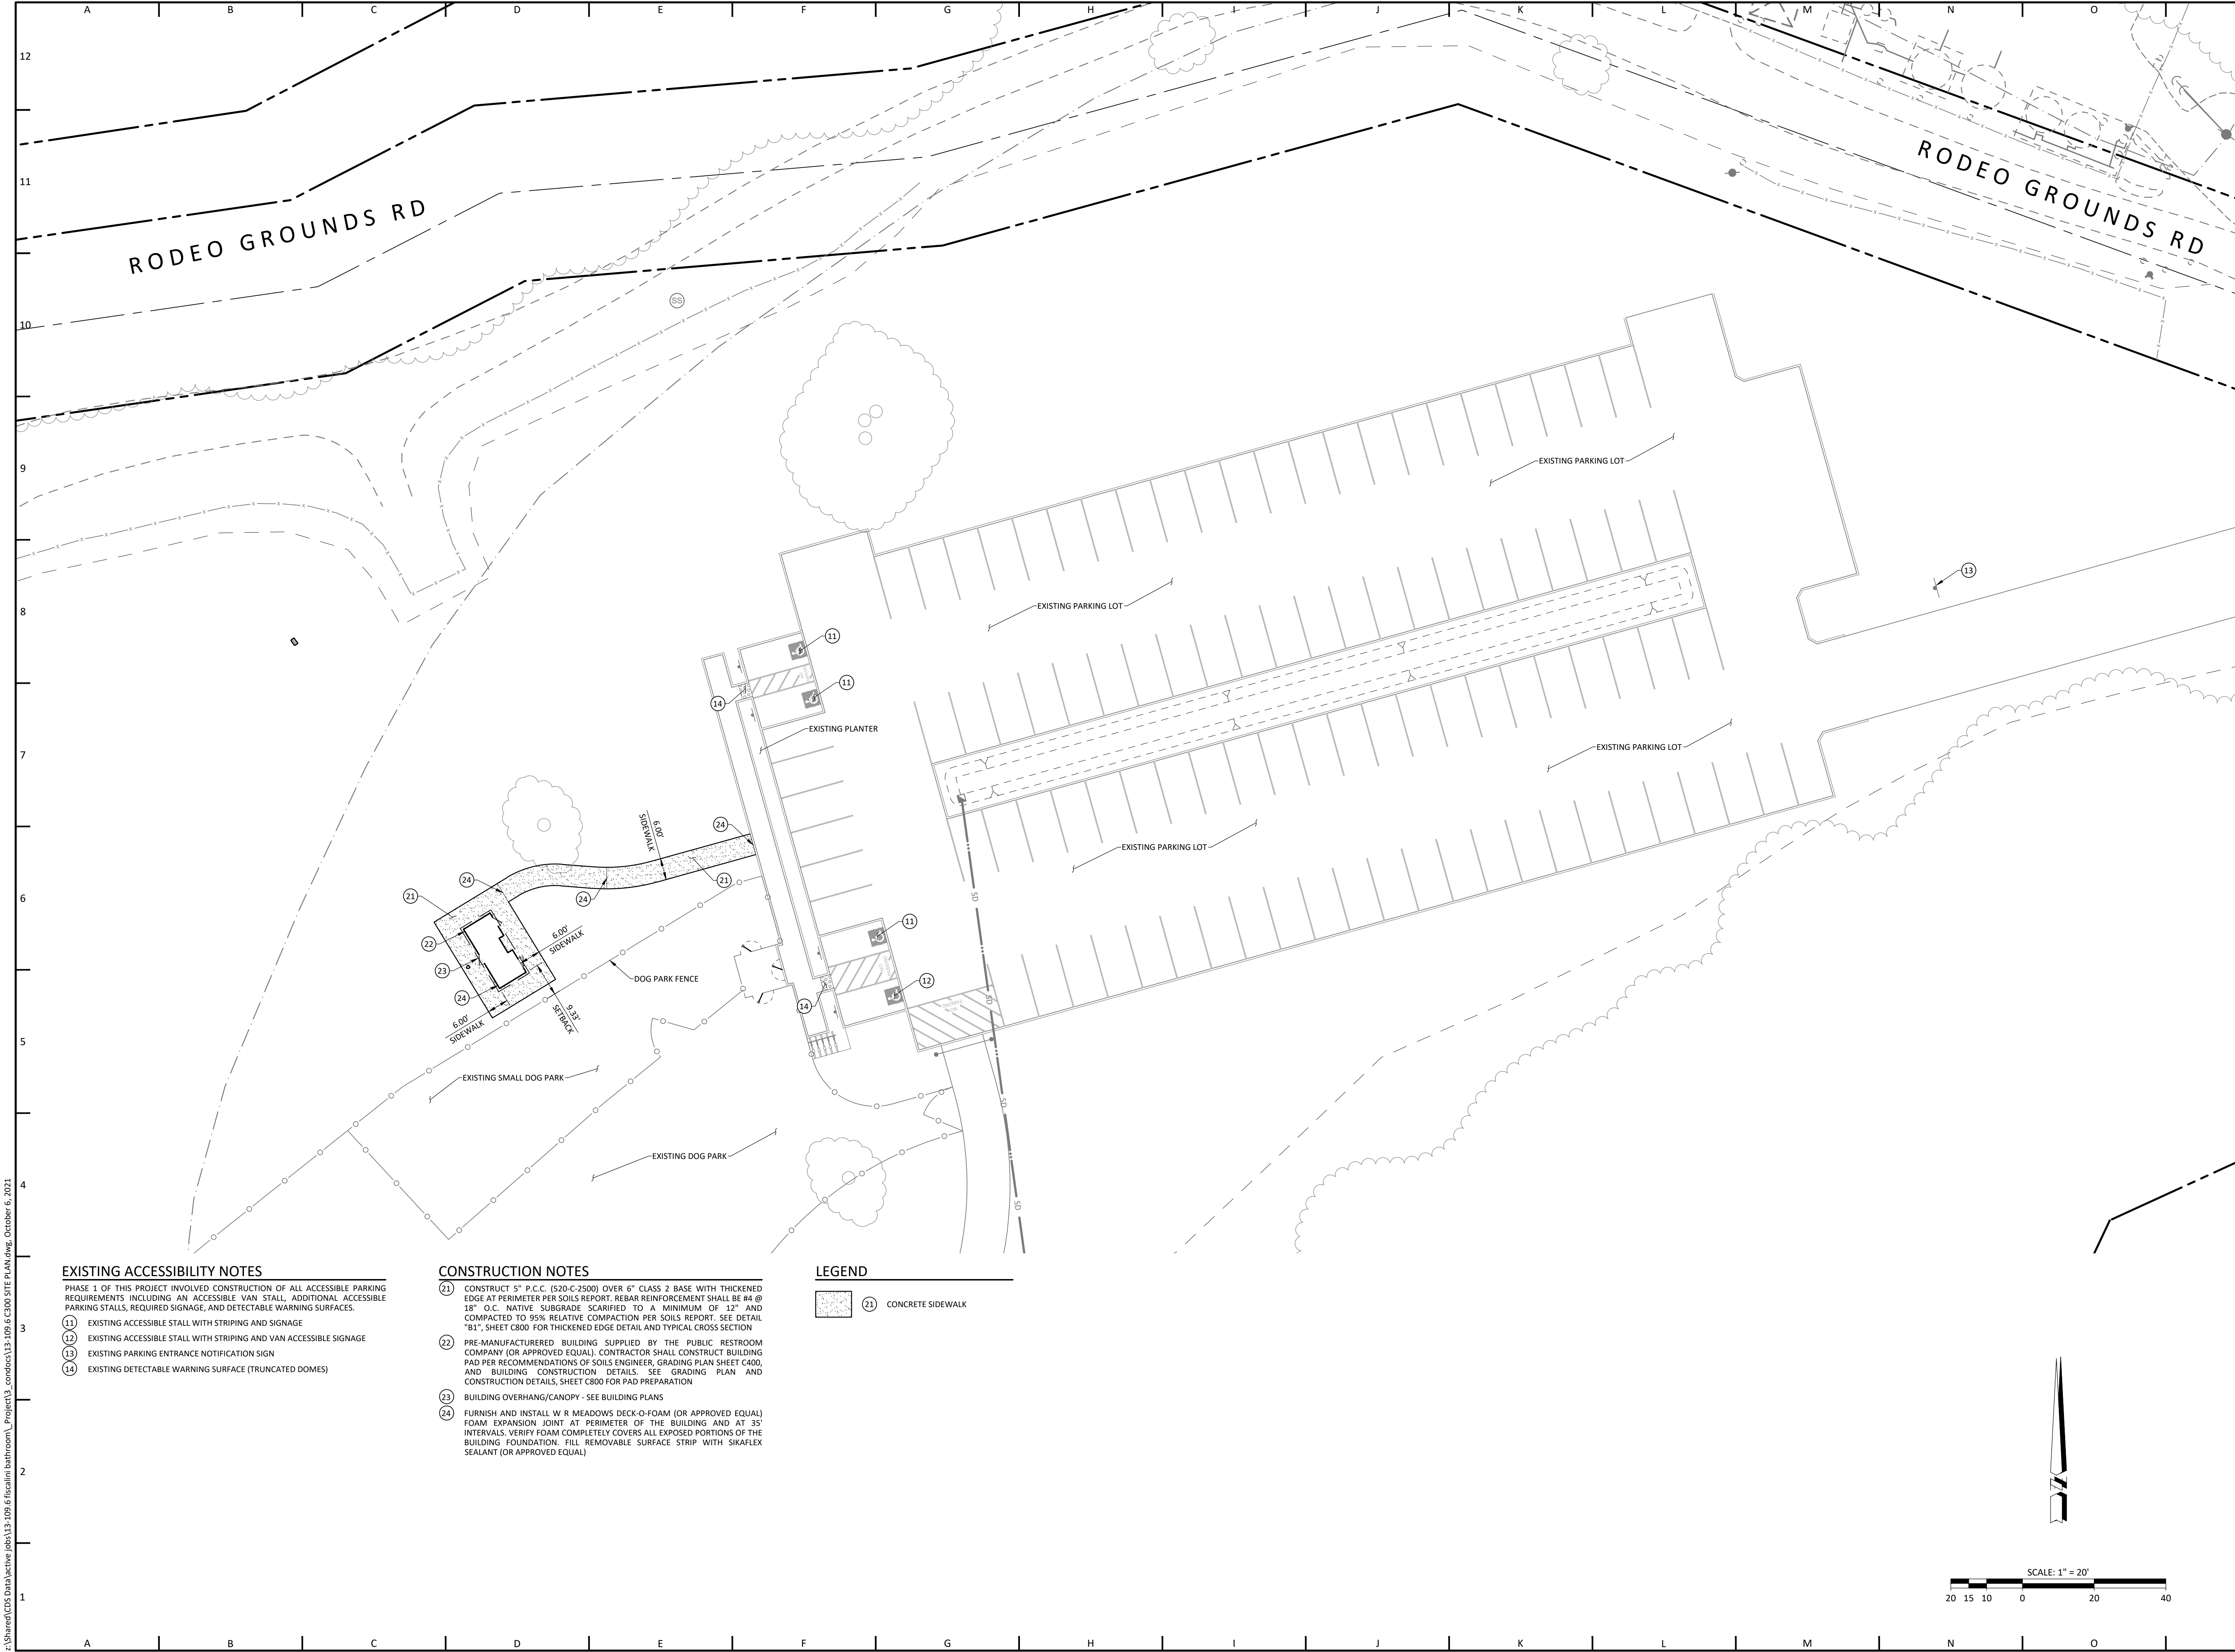 A B C D E F G H I J K L M N O
12
11
10
9
8
7
6
5
4
3
2
1
RODEO GROUNDS RD
RODEO GROUNDS RD
SS
EXISTING PARKING LOT
13
EXISTING PARKING LOT
11
11
14
EXISTING PLANTER
EXISTING PARKING LOT
6.00'
SIDEWALK
24
EXISTING PARKING LOT
24
21
21
24
SD
11
22
6.00'
SIDEWALK
23
DOG PARK FENCE
12
24
14
SD
6.00'
SIDEWALK
9.33'
SETBACK
EXISTING SMALL DOG PARK
SD
EXISTING DOG PARK
SD
EXISTING ACCESSIBILITY NOTES
PHASE 1 OF THIS PROJECT INVOLVED CONSTRUCTION OF ALL ACCESSIBLE PARKING
REQUIREMENTS INCLUDING AN ACCESSIBLE VAN STALL, ADDITIONAL ACCESSIBLE
PARKING STALLS, REQUIRED SIGNAGE, AND DETECTABLE WARNING SURFACES.
11 EXISTING ACCESSIBLE STALL WITH STRIPING AND SIGNAGE
12 EXISTING ACCESSIBLE STALL WITH STRIPING AND VAN ACCESSIBLE SIGNAGE
13 EXISTING PARKING ENTRANCE NOTIFICATION SIGN
14 EXISTING DETECTABLE WARNING SURFACE (TRUNCATED DOMES)
CONSTRUCTION NOTES
21 CONSTRUCT 5" P.C.C. (520-C-2500) OVER 6" CLASS 2 BASE WITH THICKENED
EDGE AT PERIMETER PER SOILS REPORT. REBAR REINFORCEMENT SHALL BE #4 @
18" O.C. NATIVE SUBGRADE SCARIFIED TO A MINIMUM OF 12" AND
COMPACTED TO 95% RELATIVE COMPACTION PER SOILS REPORT. SEE DETAIL
"B1", SHEET C800 FOR THICKENED EDGE DETAIL AND TYPICAL CROSS SECTION
22 PRE-MANUFACTURERED BUILDING SUPPLIED BY THE PUBLIC RESTROOM
COMPANY (OR APPROVED EQUAL). CONTRACTOR SHALL CONSTRUCT BUILDING
PAD PER RECOMMENDATIONS OF SOILS ENGINEER, GRADING PLAN SHEET C400,
AND BUILDING CONSTRUCTION DETAILS. SEE GRADING PLAN AND
CONSTRUCTION DETAILS, SHEET C800 FOR PAD PREPARATION
23 BUILDING OVERHANG/CANOPY - SEE BUILDING PLANS
24 FURNISH AND INSTALL W R MEADOWS DECK-O-FOAM (OR APPROVED EQUAL)
FOAM EXPANSION JOINT AT PERIMETER OF THE BUILDING AND AT 35'
INTERVALS. VERIFY FOAM COMPLETELY COVERS ALL EXPOSED PORTIONS OF THE
BUILDING FOUNDATION. FILL REMOVABLE SURFACE STRIP WITH SIKAFLEX
SEALANT (OR APPROVED EQUAL)
LEGEND
21 CONCRETE SIDEWALK
SCALE: 1" = 20'
20 15 10 0 20 40
z:\Shared\CDS Data\active jobs\13-109.6 fiscalini bathroom\_Project\3_condocs\13-109.6 C300 SITE PLAN.dwg, October 6, 2021
A B C D E F G H I J K L M N O